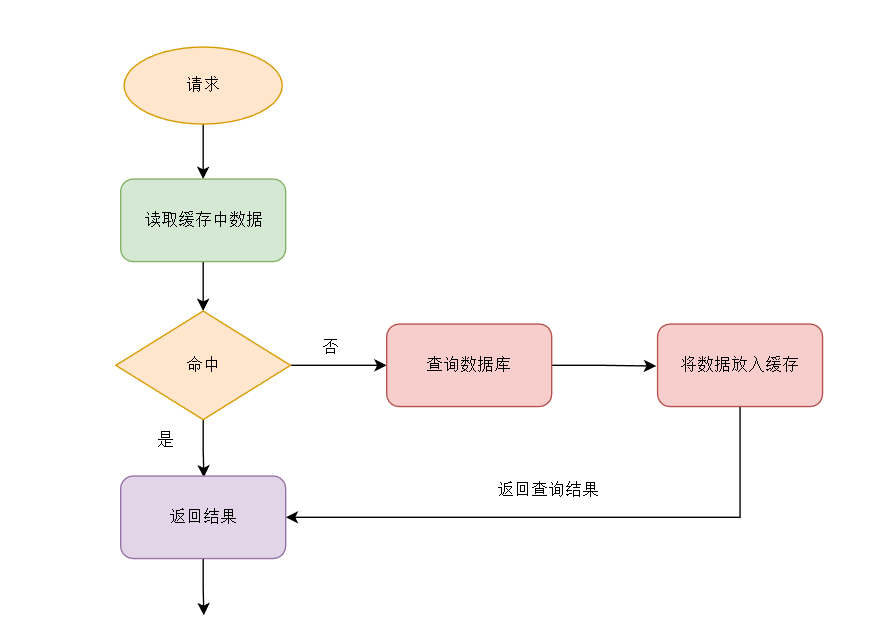 请求
读取缓存中数据
命中
否
查询数据库
将数据放入缓存
是
返回查询结果
返回结果